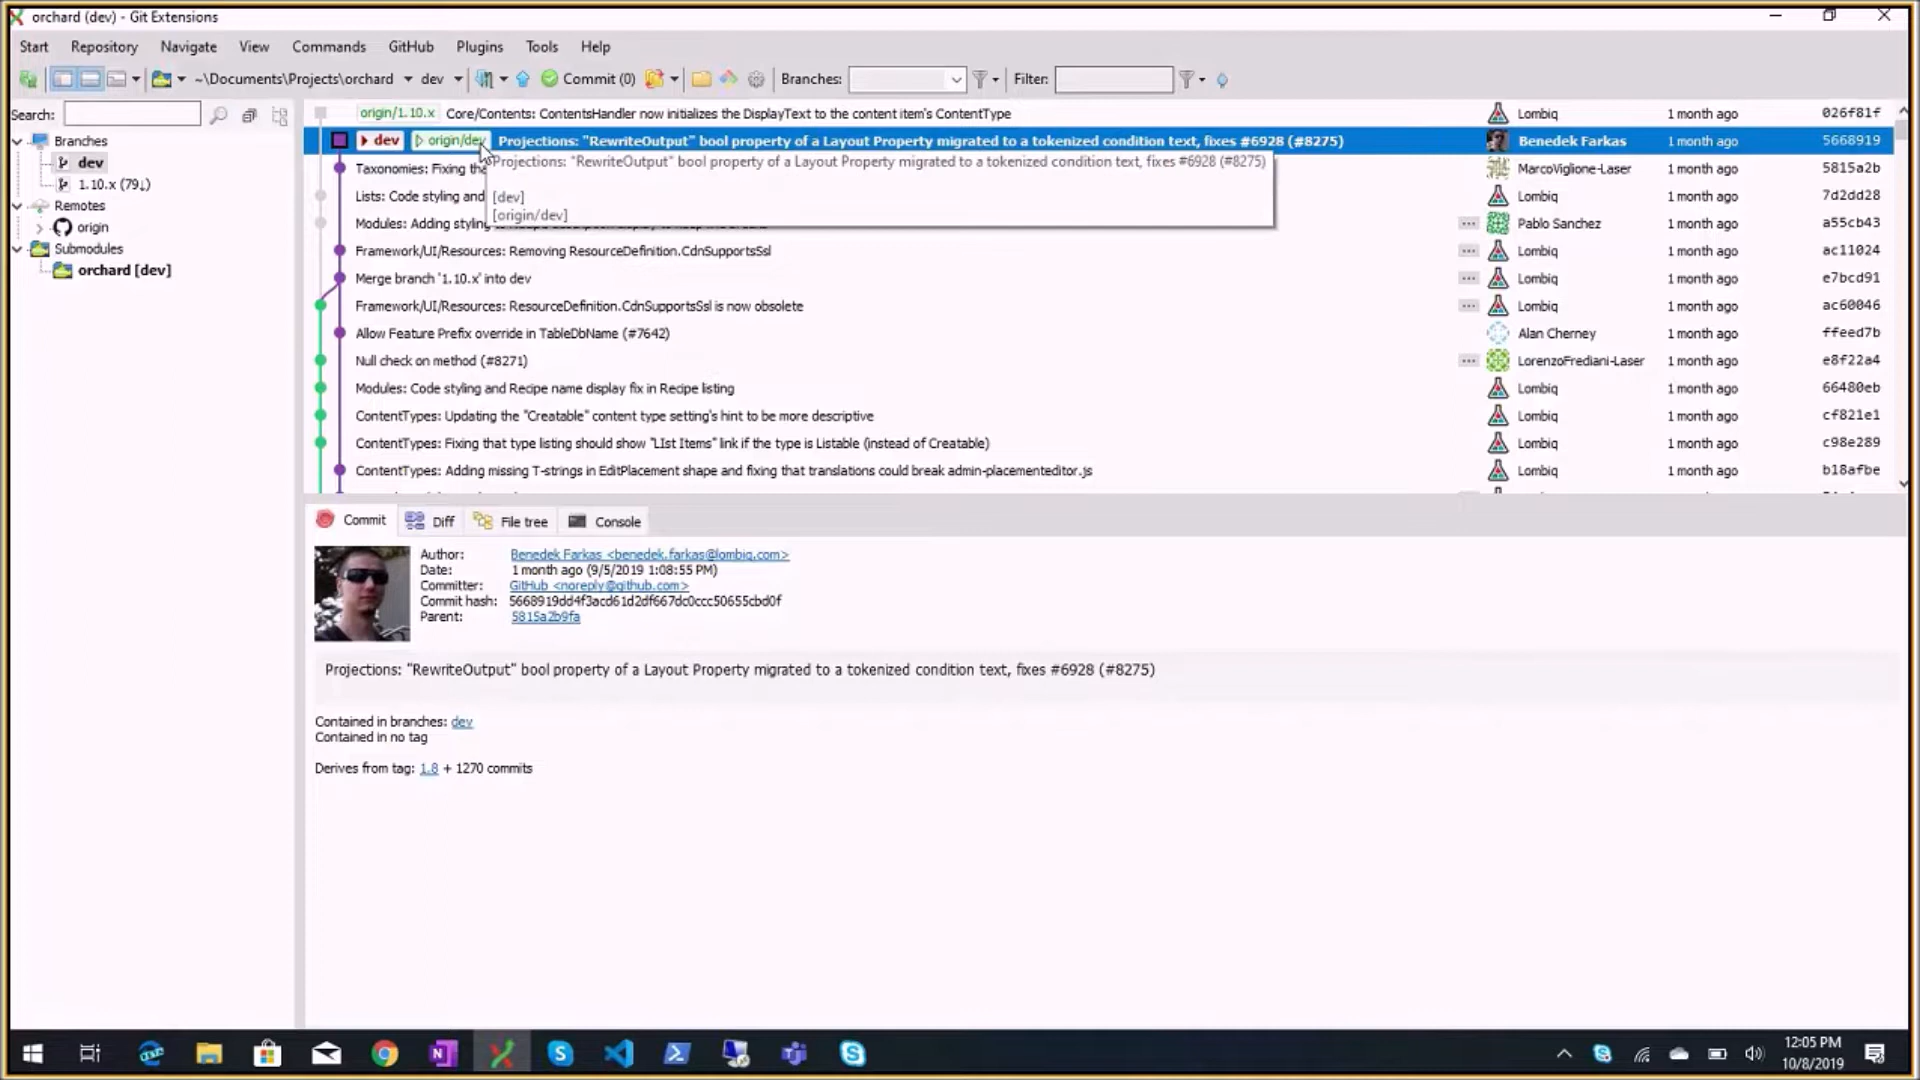 orchard (dev) - Git Extensions
Start Repository Navigate View Commands GitHub Plugins Tools Help
~\Documents\Projects\orchard dev Commit (0) Branches: Filter:
Search:
Branches
dev
1.10.x (79↓)
Remotes
origin
Submodules
orchard [dev]
origin/1.10.x Core/Contents: ContentsHandler now initializes the DisplayText to the content item's ContentType Lombiq 1 month ago 026f81f
dev origin/dev Projections: "RewriteOutput" bool property of a Layout Property migrated to a tokenized condition text, fixes #6928 (#8275) Benedek Farkas 1 month ago 5668919
Projections: "RewriteOutput" bool property of a Layout Property migrated to a tokenized condition text, fixes #6928 (#8275)
[dev]
[origin/dev]
Taxonomies: Fixing tha MarcoViglione-Laser 1 month ago 5815a2b
Lists: Code styling and Lombiq 1 month ago 7d2dd28
Modules: Adding styling Pablo Sanchez 1 month ago a55cb43
Framework/UI/Resources: Removing ResourceDefinition.CdnSupportsSsl Lombiq 1 month ago ac11024
Merge branch '1.10.x' into dev Lombiq 1 month ago e7bcd91
Framework/UI/Resources: ResourceDefinition.CdnSupportsSsl is now obsolete Lombiq 1 month ago ac60046
Allow Feature Prefix override in TableDbName (#7642) Alan Cherney 1 month ago ffeed7b
Null check on method (#8271) LorenzoFrediani-Laser 1 month ago e8f22a4
Modules: Code styling and Recipe name display fix in Recipe listing Lombiq 1 month ago 66480eb
ContentTypes: Updating the "Creatable" content type setting's hint to be more descriptive Lombiq 1 month ago cf821e1
ContentTypes: Fixing that type listing should show "LIst Items" link if the type is Listable (instead of Creatable) Lombiq 1 month ago c98e289
ContentTypes: Adding missing T-strings in EditPlacement shape and fixing that translations could break admin-placementeditor.js Lombiq 1 month ago b18afbe
Commit Diff File tree Console
Author: Benedek Farkas <benedek.farkas@lombiq.com>
Date: 1 month ago (9/5/2019 1:08:55 PM)
Committer: GitHub <noreply@github.com>
Commit hash: 5668919dd4f3acd61d2df667dc0ccc50655cbd0f
Parent: 5815a2b9fa
Projections: "RewriteOutput" bool property of a Layout Property migrated to a tokenized condition text, fixes #6928 (#8275)
Contained in branches: dev
Contained in no tag
Derives from tag: 1.8 + 1270 commits
12:05 PM
10/8/2019